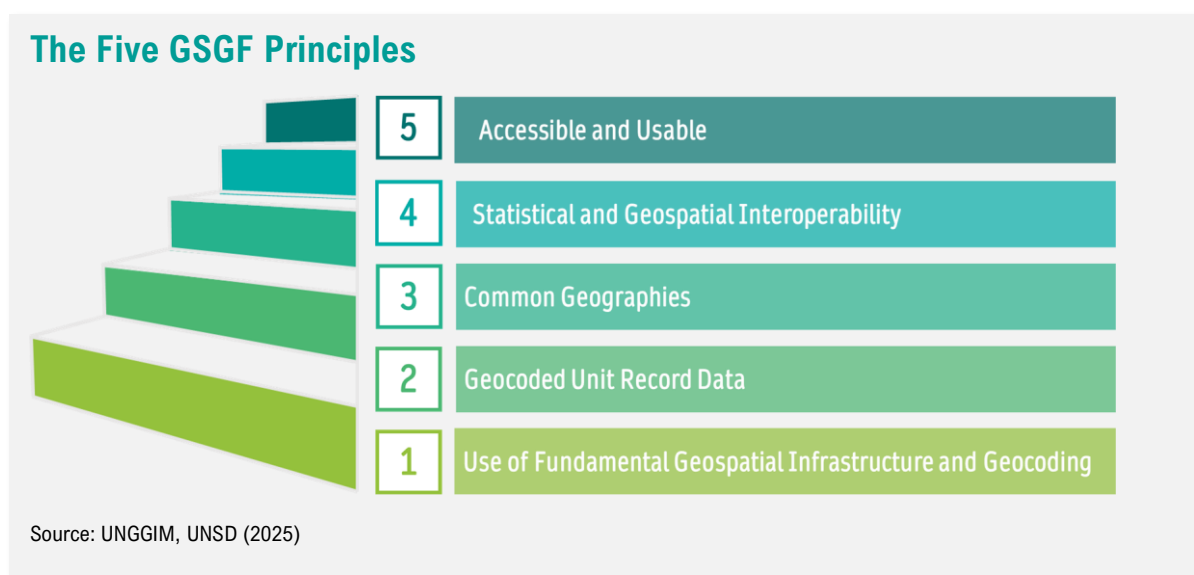 The Five GSGF Principles
5 Accessible and Usable
4 Statistical and Geospatial Interoperability
3 Common Geographies
2 Geocoded Unit Record Data
1 Use of Fundamental Geospatial Infrastructure and Geocoding
Source: UNGGIM, UNSD (2025)